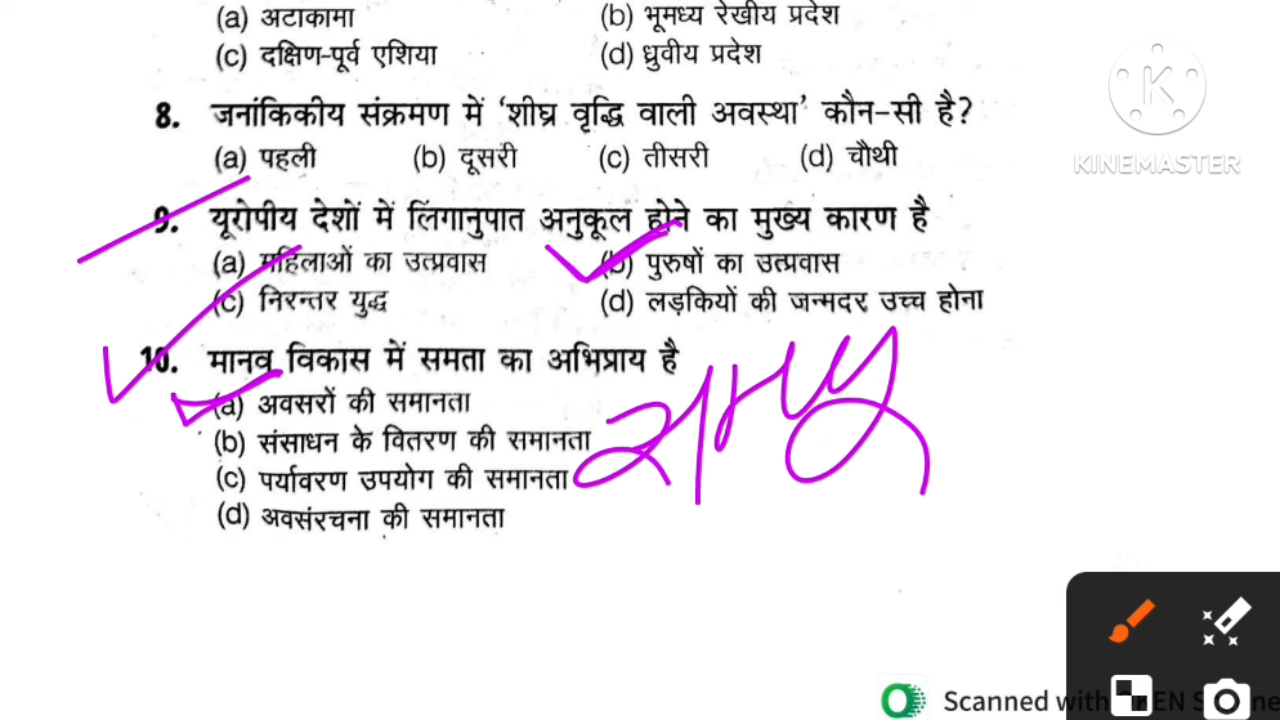 (a) अटाकामा (b) भूमध्य रेखीय प्रदेश
(c) दक्षिण-पूर्व एशिया (d) ध्रुवीय प्रदेश
8. जनांकिकीय संक्रमण में 'शीघ्र वृद्धि वाली अवस्था' कौन-सी है?
(a) पहली (b) दूसरी (c) तीसरी (d) चौथी
9. यूरोपीय देशों में लिंगानुपात अनुकूल होने का मुख्य कारण है
(a) महिलाओं का उत्प्रवास (b) पुरुषों का उत्प्रवास
(c) निरन्तर युद्ध (d) लड़कियों की जन्मदर उच्च होना
10. मानव विकास में समता का अभिप्राय है
(a) अवसरों की समानता
(b) संसाधन के वितरण की समानता
(c) पर्यावरण उपयोग की समानता
(d) अवसंरचना की समानता
K
KINEMASTER
Scanned with